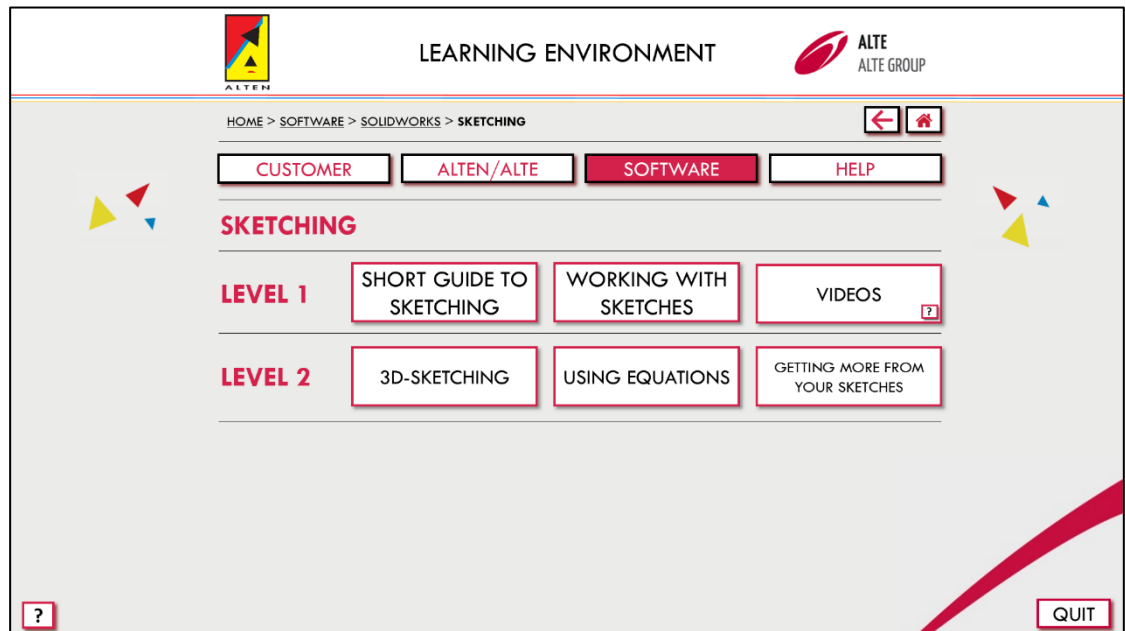 ALTEN
LEARNING ENVIRONMENT
ALTE
ALTE GROUP
HOME > SOFTWARE > SOLIDWORKS > SKETCHING
CUSTOMER
ALTEN/ALTE
SOFTWARE
HELP
SKETCHING
LEVEL 1
SHORT GUIDE TO
SKETCHING
WORKING WITH
SKETCHES
VIDEOS
?
LEVEL 2
3D-SKETCHING
USING EQUATIONS
GETTING MORE FROM
YOUR SKETCHES
?
QUIT